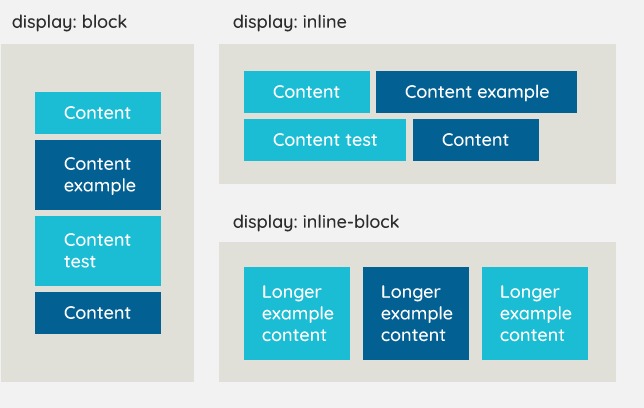 display: block
Content
Content
example
Content
test
Content
display: inline
Content
Content example
Content test
Content
display: inline-block
Longer
example
content
Longer
example
content
Longer
example
content